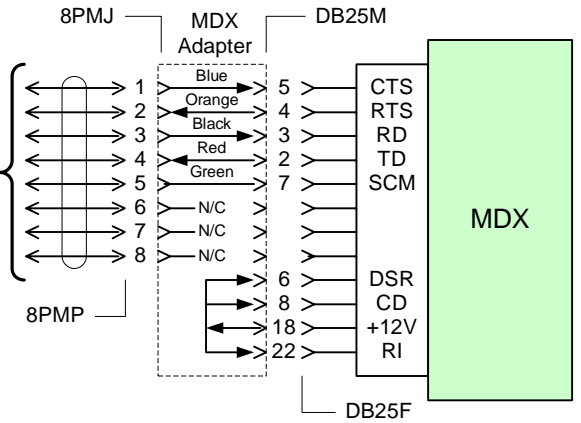 8PMJ MDX Adapter DB25M
1 Blue 5 CTS
2 Orange 4 RTS
3 Black 3 RD
4 Red 2 TD
5 Green 7 SCM
6 N/C
7 N/C
8 N/C
6 DSR
8 CD
18 +12V
22 RI
MDX
8PMP
DB25F